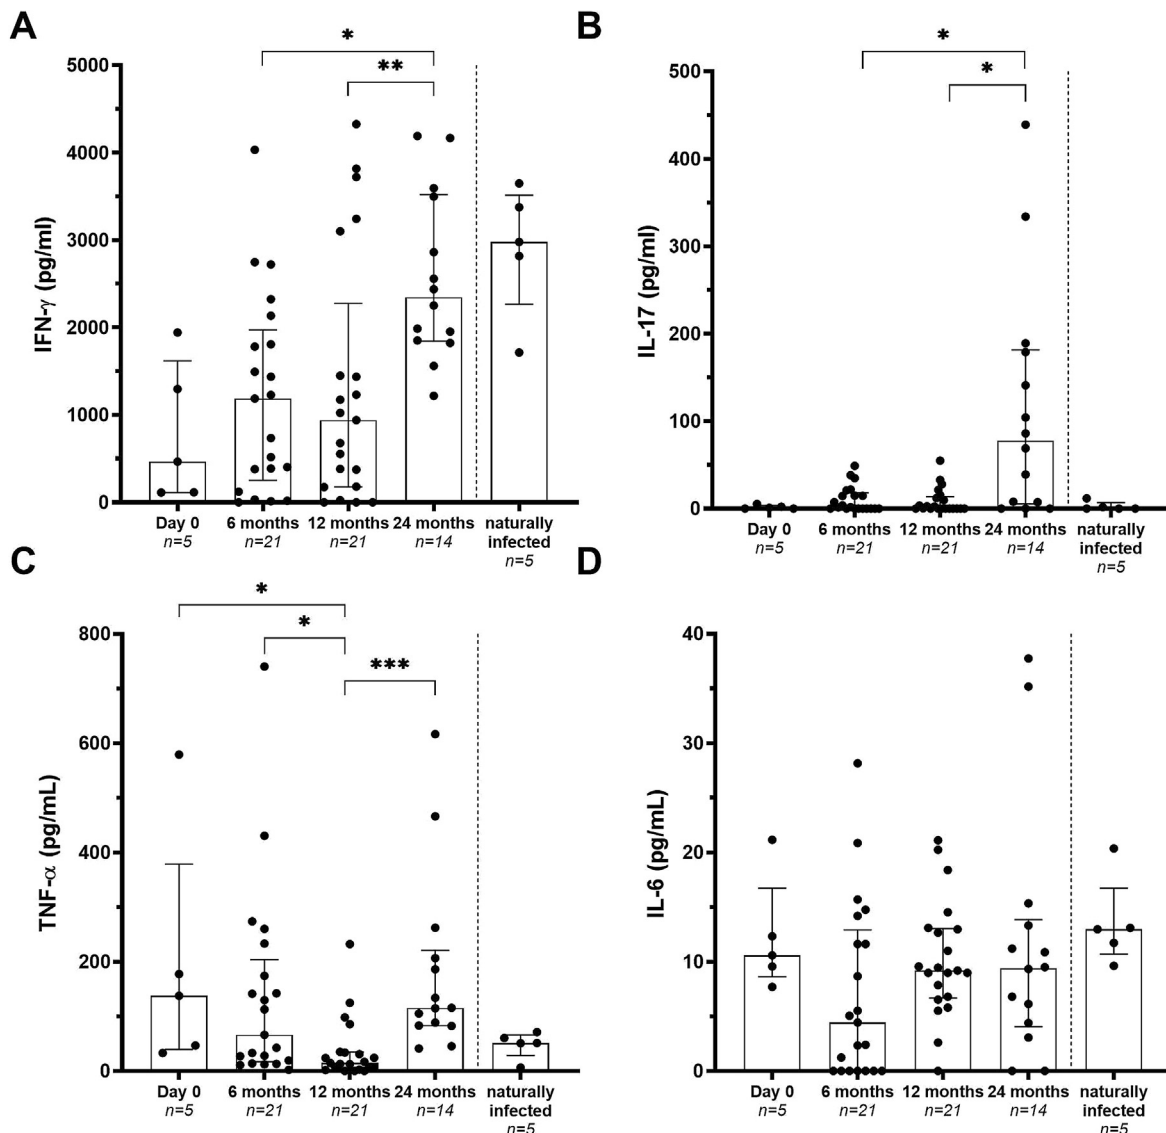 A
*
**
5000
4000
3000
2000
1000
0
IFN-γ (pg/ml)
Day 0
n=5
6 months
n=21
12 months
n=21
24 months
n=14
naturally
infected
n=5
B
*
*
500
400
300
200
100
0
IL-17 (pg/ml)
Day 0
n=5
6 months
n=21
12 months
n=21
24 months
n=14
naturally
infected
n=5
C
*
*
***
800
600
400
200
0
TNF-α (pg/mL)
Day 0
n=5
6 months
n=21
12 months
n=21
24 months
n=14
naturally
infected
n=5
D
40
30
20
10
0
IL-6 (pg/mL)
Day 0
n=5
6 months
n=21
12 months
n=21
24 months
n=14
naturally
infected
n=5